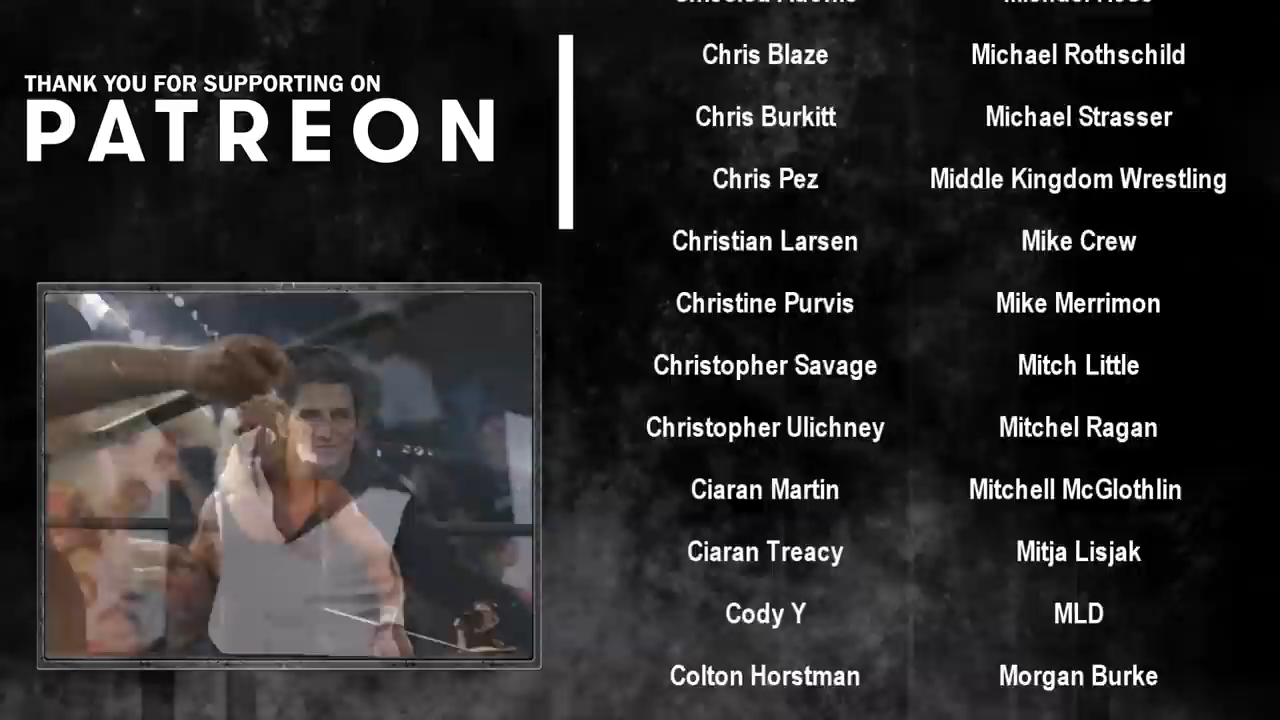 THANK YOU FOR SUPPORTING ON
PATREON
Chris Blaze
Chris Burkitt
Chris Pez
Christian Larsen
Christine Purvis
Christopher Savage
Christopher Ulichney
Ciaran Martin
Ciaran Treacy
Cody Y
Colton Horstman
Michael Rothschild
Michael Strasser
Middle Kingdom Wrestling
Mike Crew
Mike Merrimon
Mitch Little
Mitchel Ragan
Mitchell McGlothlin
Mitja Lisjak
MLD
Morgan Burke